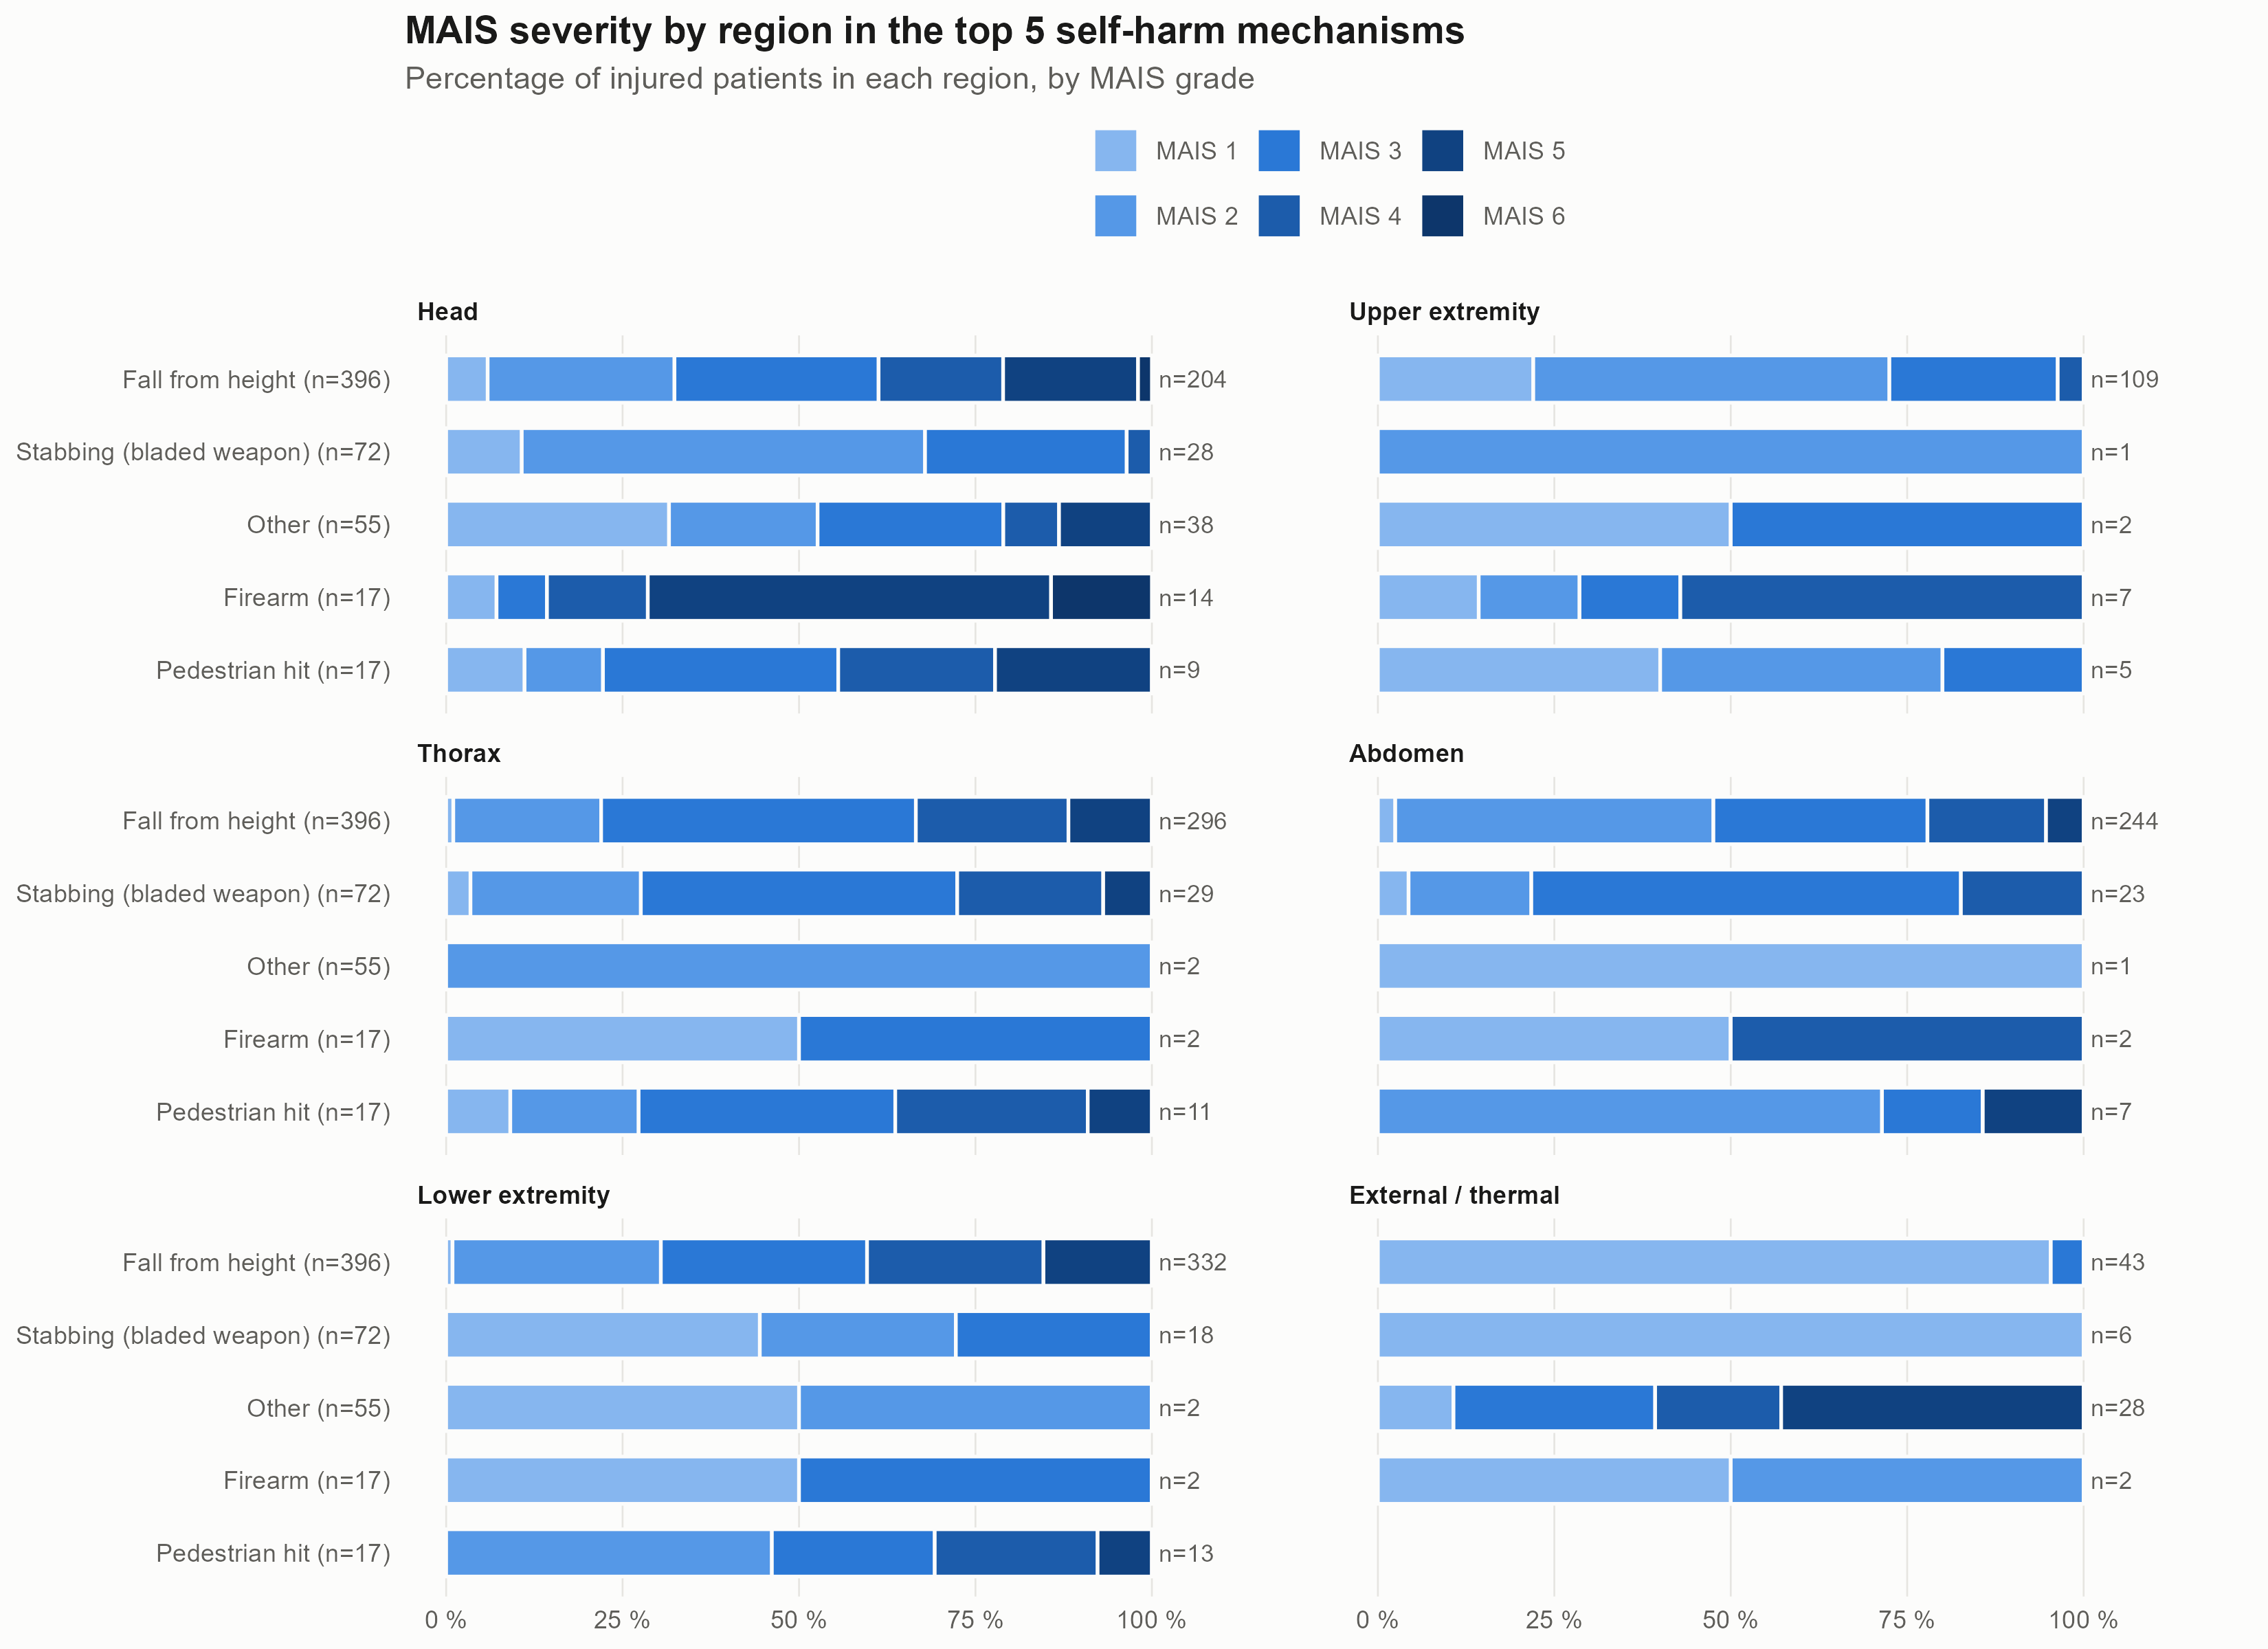 MAIS severity by region in the top 5 self-harm mechanisms
Percentage of injured patients in each region, by MAIS grade
MAIS 1 MAIS 3 MAIS 5
MAIS 2 MAIS 4 MAIS 6
Head Upper extremity
Fall from height (n=396) n=204 n=109
Stabbing (bladed weapon) (n=72) n=28 n=1
Other (n=55) n=38 n=2
Firearm (n=17) n=14 n=7
Pedestrian hit (n=17) n=9 n=5
Thorax Abdomen
Fall from height (n=396) n=296 n=244
Stabbing (bladed weapon) (n=72) n=29 n=23
Other (n=55) n=2 n=1
Firearm (n=17) n=2 n=2
Pedestrian hit (n=17) n=11 n=7
Lower extremity External / thermal
Fall from height (n=396) n=332 n=43
Stabbing (bladed weapon) (n=72) n=18 n=6
Other (n=55) n=2 n=28
Firearm (n=17) n=2 n=2
Pedestrian hit (n=17) n=13
0 % 25 % 50 % 75 % 100 % 0 % 25 % 50 % 75 % 100 %